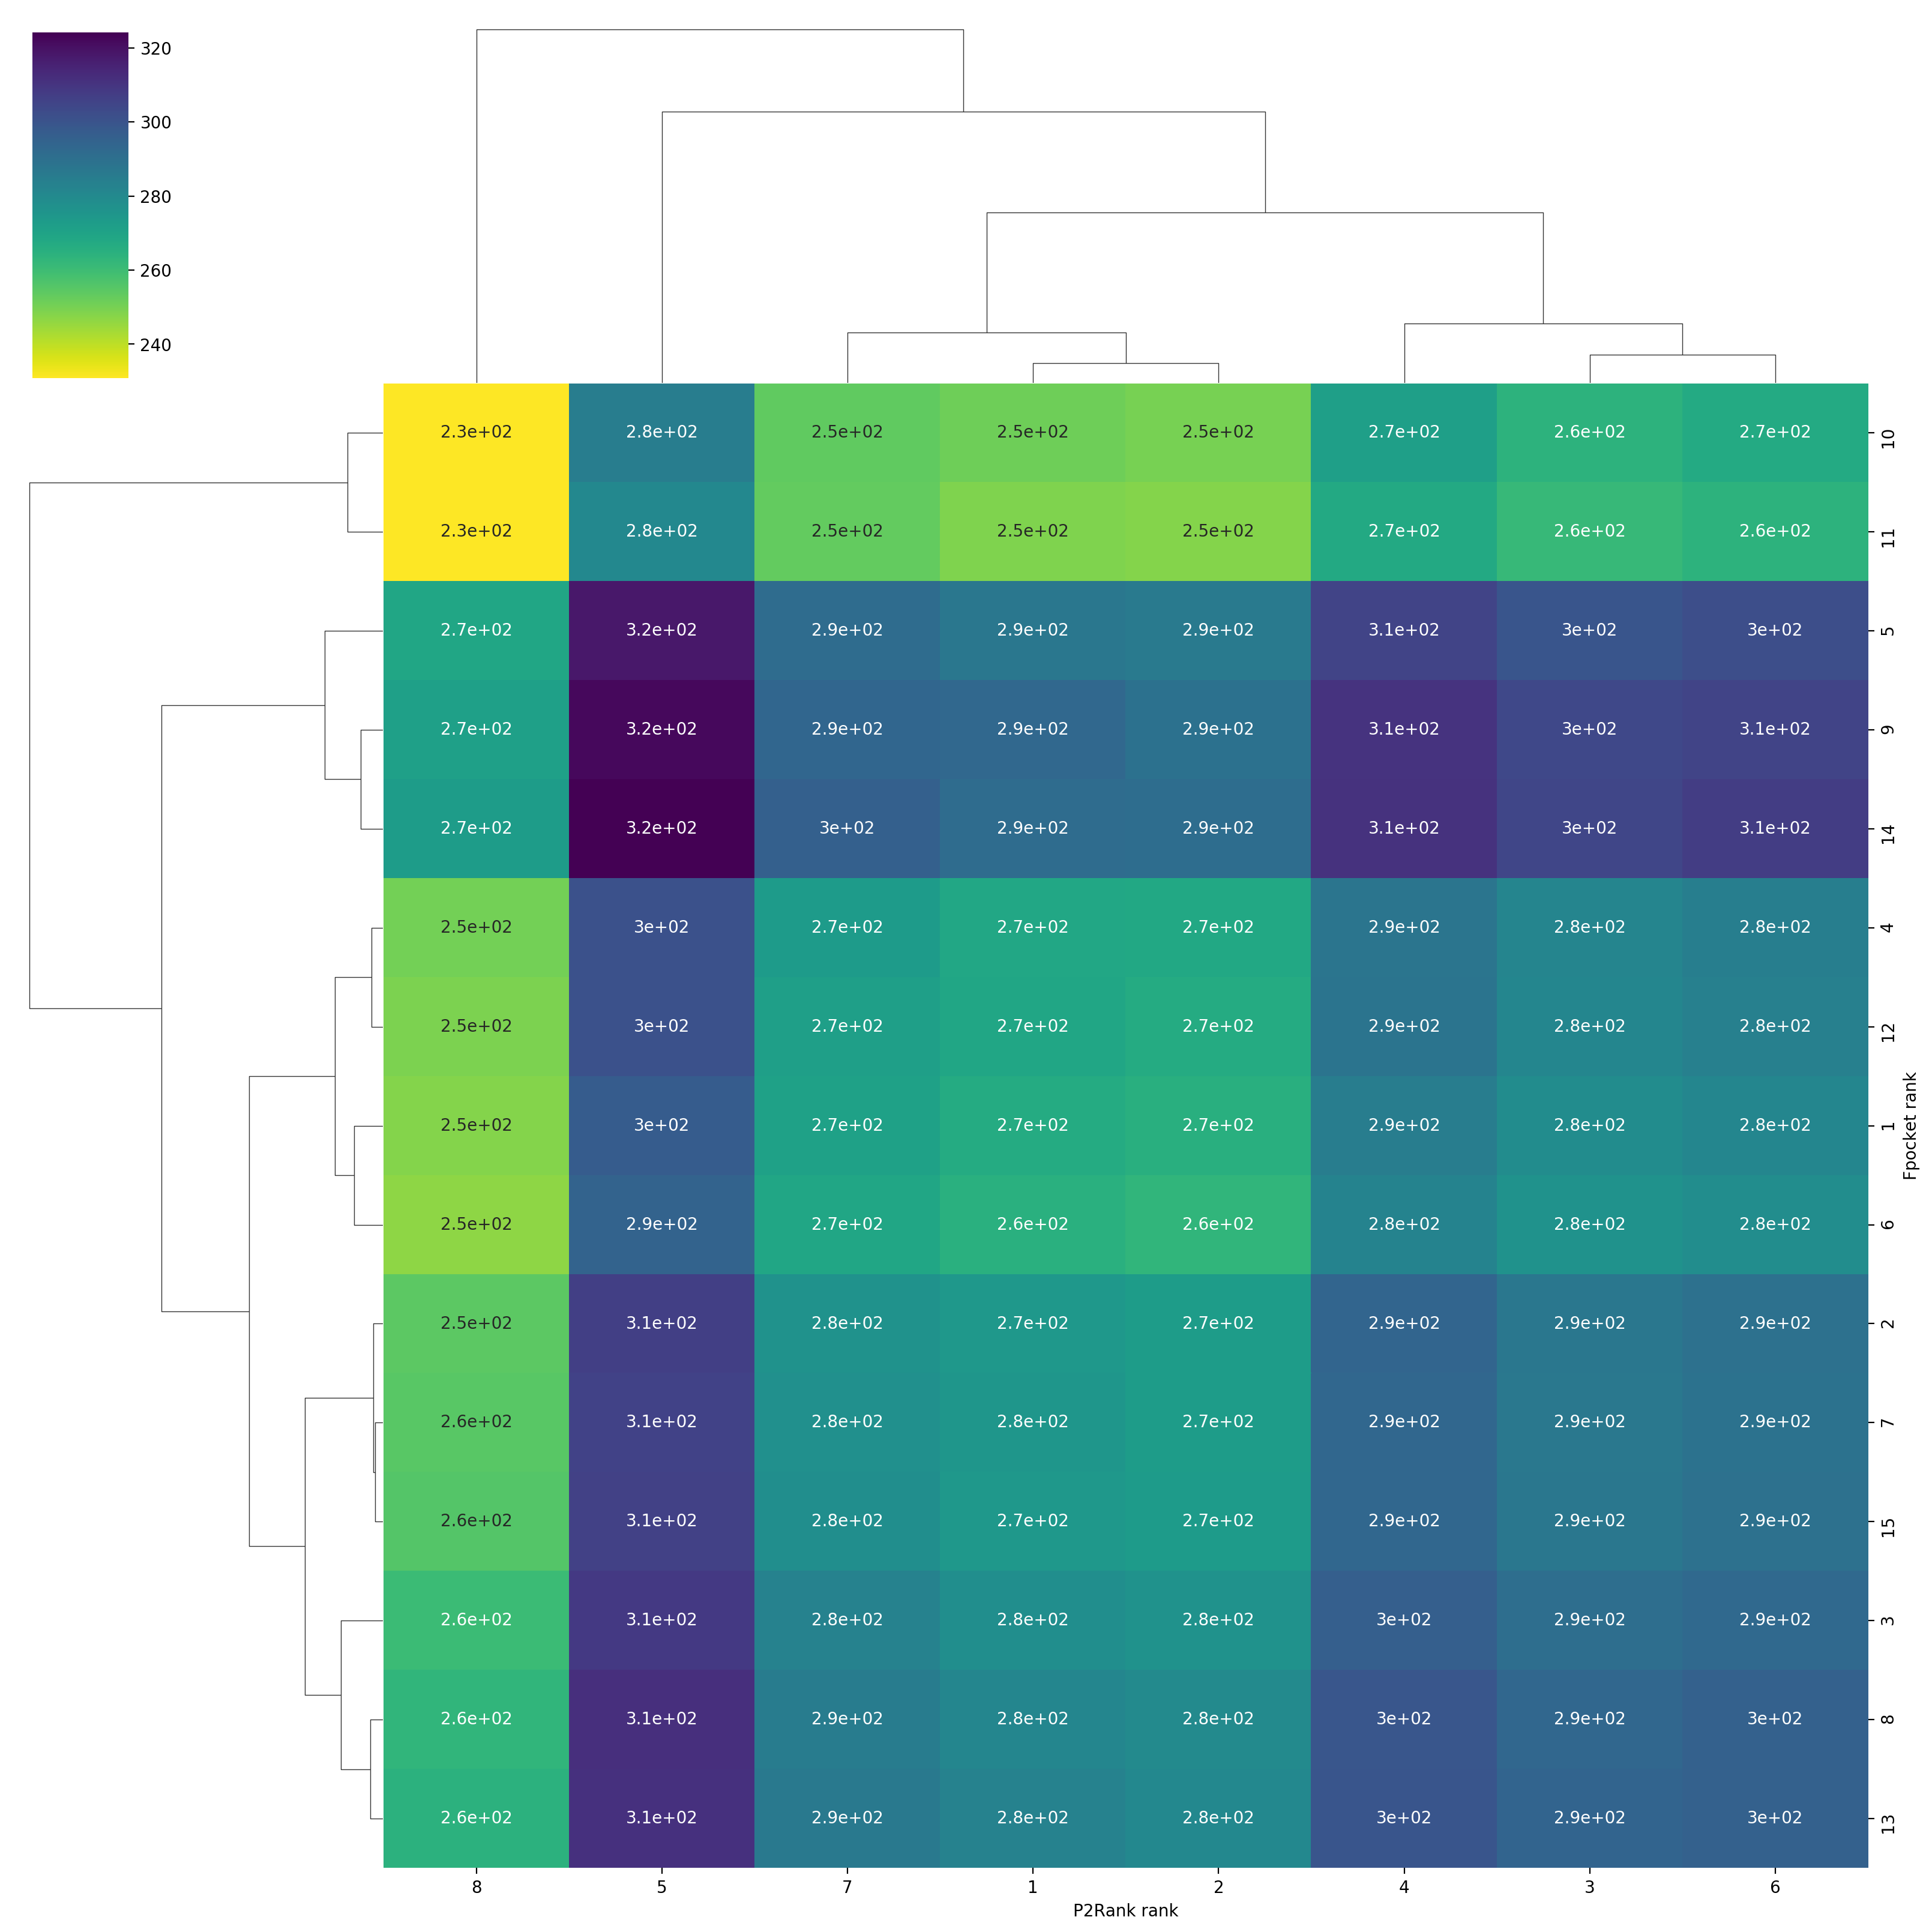 320
300
280
260
240
2.3e+02 2.8e+02 2.5e+02 2.5e+02 2.5e+02 2.7e+02 2.6e+02 2.7e+02 10
2.3e+02 2.8e+02 2.5e+02 2.5e+02 2.5e+02 2.7e+02 2.6e+02 2.6e+02 11
2.7e+02 3.2e+02 2.9e+02 2.9e+02 2.9e+02 3.1e+02 3e+02 3e+02 5
2.7e+02 3.2e+02 2.9e+02 2.9e+02 2.9e+02 3.1e+02 3e+02 3.1e+02 9
2.7e+02 3.2e+02 3e+02 2.9e+02 2.9e+02 3.1e+02 3e+02 3.1e+02 14
2.5e+02 3e+02 2.7e+02 2.7e+02 2.7e+02 2.9e+02 2.8e+02 2.8e+02 4
2.5e+02 3e+02 2.7e+02 2.7e+02 2.7e+02 2.9e+02 2.8e+02 2.8e+02 12
2.5e+02 3e+02 2.7e+02 2.7e+02 2.7e+02 2.9e+02 2.8e+02 2.8e+02 1
2.5e+02 2.9e+02 2.7e+02 2.6e+02 2.6e+02 2.8e+02 2.8e+02 2.8e+02 6
2.5e+02 3.1e+02 2.8e+02 2.7e+02 2.7e+02 2.9e+02 2.9e+02 2.9e+02 2
2.6e+02 3.1e+02 2.8e+02 2.8e+02 2.7e+02 2.9e+02 2.9e+02 2.9e+02 7
2.6e+02 3.1e+02 2.8e+02 2.7e+02 2.7e+02 2.9e+02 2.9e+02 2.9e+02 15
2.6e+02 3.1e+02 2.8e+02 2.8e+02 2.8e+02 3e+02 2.9e+02 2.9e+02 3
2.6e+02 3.1e+02 2.9e+02 2.8e+02 2.8e+02 3e+02 2.9e+02 3e+02 8
2.6e+02 3.1e+02 2.9e+02 2.8e+02 2.8e+02 3e+02 2.9e+02 3e+02 13
Fpocket rank
8 5 7 1 2 4 3 6
P2Rank rank